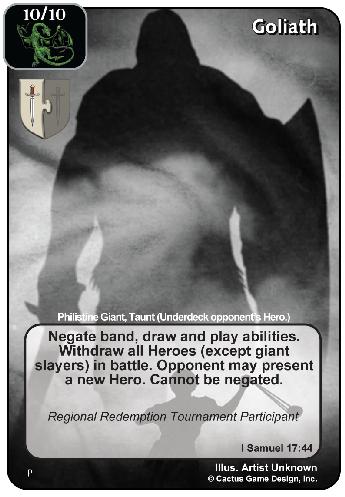 10/10
Goliath
Philistine Giant, Taunt (Underdeck opponent's Hero.)
Negate band, draw and play abilities.
Withdraw all Heroes (except giant
slayers) in battle. Opponent may present
a new Hero. Cannot be negated.
Regional Redemption Tournament Participant
I Samuel 17:44
P
Illus. Artist Unknown
© Cactus Game Design, Inc.